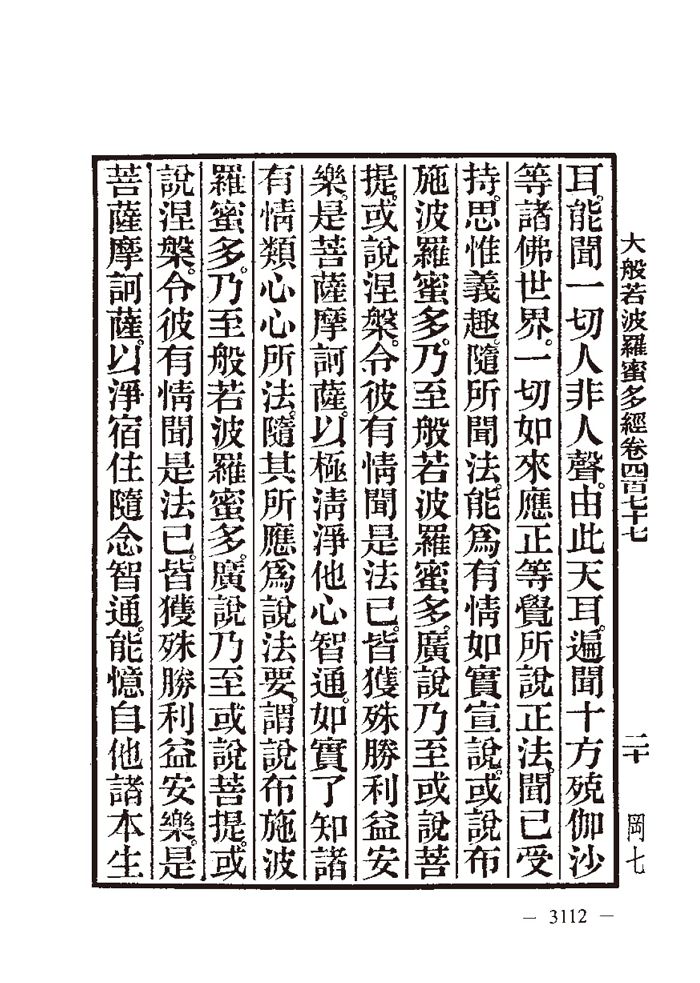 大般若波羅蜜多經卷四百七十七 二十 岡七
耳。能聞一切人非人聲。由此天耳。遍聞十方殑伽沙
等諸佛世界。一切如來應正等覺所說正法。聞已受
持。思惟義趣。隨所聞法。能爲有情如實宣說。或說布
施波羅蜜多。乃至般若波羅蜜多。廣說乃至或說菩
提。或說涅槃。令彼有情聞是法已。皆獲殊勝利益安
樂。是菩薩摩訶薩。以極淸淨他心智通。如實了知諸
有情類心心所法。隨其所應爲說法要。謂說布施波
羅蜜多。乃至般若波羅蜜多。廣說乃至或說菩提。或
說涅槃。令彼有情聞是法已。皆獲殊勝利益安樂。是
菩薩摩訶薩。以淨宿住隨念智通。能憶自他諸本生
— 3112 —